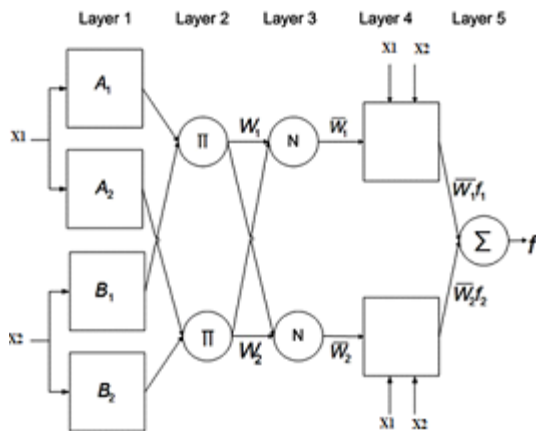 Layer 1 Layer 2 Layer 3 Layer 4 Layer 5
X1 X2
A₁
X1 Π W₁ N W̅₁
A₂
W̅₁f₁
Σ f
B₁
W̅₂f₂
X2 Π W₂ N W̅₂
B₂
X1 X2